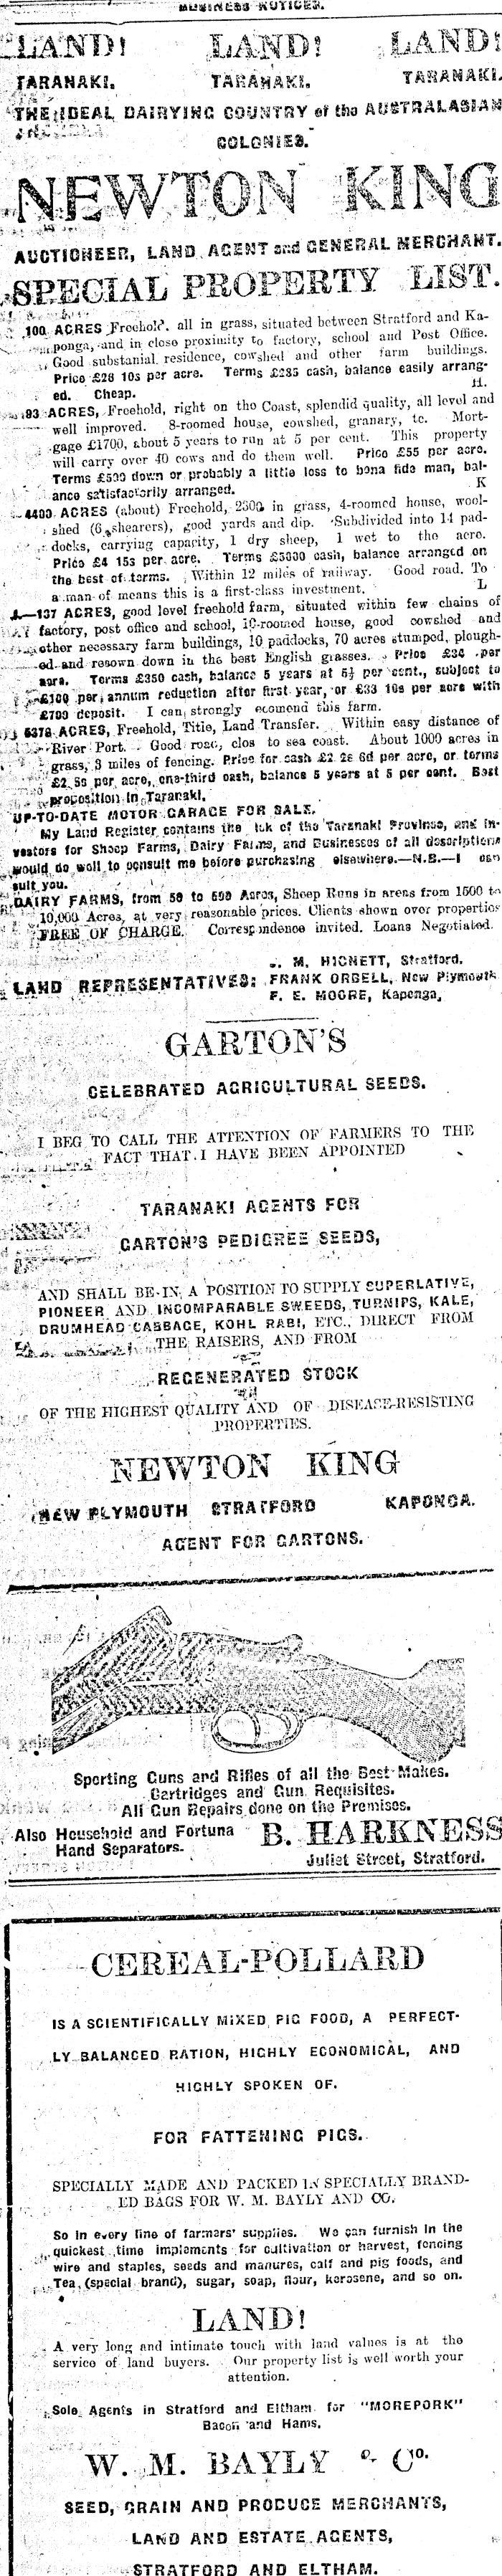 BUSINESS NOTICES.
LAND! LAND! LAND!
TARANAKI. TARANAKI. TARANAKI.
THE IDEAL DAIRYING COUNTRY of the AUSTRALASIAN
COLONIES.
NEWTON KING
AUCTIONEER, LAND AGENT and GENERAL MERCHANT.
SPECIAL PROPERTY LIST.
100 ACRES Freehold, all in grass, situated between Stratford and Ka-
ponga, and in close proximity to factory, school and Post Office.
Good substanial residence, cowshed and other farm buildings.
Price £26 10s per acre. Terms £285 cash, balance easily arrang-
ed. Cheap. H.
83 ACRES, Freehold, right on the Coast, splendid quality, all level and
well improved. 8-roomed house, cowshed, granary, tc. Mort-
gage £1700, about 5 years to run at 5 per cent. This property
will carry over 40 cows and do them well. Price £55 per acre.
Terms £500 down or probably a little less to bona fide man, bal-
ance satisfactorily arranged. K
4400 ACRES (about) Freehold, 2300 in grass, 4-roomed house, wool-
shed (6 shearers), good yards and dip. Subdivided into 14 pad-
docks, carrying capacity, 1 dry sheep, 1 wet to the acre.
Price £4 15s per acre. Terms £5000 cash, balance arranged on
the best of terms. Within 12 miles of railway. Good road. To
a man of means this is a first-class investment. L
—137 ACRES, good level freehold farm, situated within few chains of
factory, post office and school, 10-roomed house, good cowshed and
other necessary farm buildings, 10 paddocks, 70 acres stumped, plough-
ed and resown down in the best English grasses. Price £34 per
acra. Terms £350 cash, balance 5 years at 5½ per cent., subject to
£100 per annum reduction after first year, or £33 10s per acre with
£700 deposit. I can strongly ecomend this farm.
5378 ACRES, Freehold, Title, Land Transfer. Within easy distance of
River Port. Good road, clos to sea coast. About 1000 acres in
grass, 3 miles of fencing. Price for cash £2 2s 6d per acre, or terms
£2 5s per acre, one-third cash, balance 5 years at 5 per cent. Best
proposition in Taranaki.
UP-TO-DATE MOTOR GARAGE FOR SALE.
My Land Register contains the of the Taranaki Province, and in-
vestors for Sheep Farms, Dairy Farms, and Businesses of all descriptions
would do well to consult me before purchasing elsewhere.—N.B.—I can
suit you.
DAIRY FARMS, from 50 to 500 Acres, Sheep Runs in areas from 1500 to
10,000 Acres, at very reasonable prices. Clients shown over properties
FREE OF CHARGE. Correspondence invited. Loans Negotiated.
LAND REPRESENTATIVES: J. M. HIGNETT, Stratford.
FRANK ORBELL, New Plymouth
F. E. MOORE, Kaponga,
GARTON'S
CELEBRATED AGRICULTURAL SEEDS.
I BEG TO CALL THE ATTENTION OF FARMERS TO THE
FACT THAT I HAVE BEEN APPOINTED
TARANAKI AGENTS FOR
GARTON'S PEDIGREE SEEDS,
AND SHALL BE IN A POSITION TO SUPPLY SUPERLATIVE,
PIONEER AND INCOMPARABLE SWEEDS, TURNIPS, KALE,
DRUMHEAD CABBAGE, KOHL RABI, ETC., DIRECT FROM
THE RAISERS, AND FROM
REGENERATED STOCK
OF THE HIGHEST QUALITY AND OF DISEASE-RESISTING
PROPERTIES.
NEWTON KING
NEW PLYMOUTH STRATFORD KAPONGA.
AGENT FOR GARTONS.
Sporting Guns and Rifles of all the Best Makes.
Cartridges and Gun Requisites.
All Gun Repairs done on the Premises.
Also Household and Fortuna
Hand Separators.
B. HARKNESS
Juliet Street, Stratford.
CEREAL-POLLARD
IS A SCIENTIFICALLY MIXED PIG FOOD, A PERFECT-
LY BALANCED RATION, HIGHLY ECONOMICAL, AND
HIGHLY SPOKEN OF.
FOR FATTENING PIGS.
SPECIALLY MADE AND PACKED IN SPECIALLY BRAND-
ED BAGS FOR W. M. BAYLY AND CO.
So in every line of farmers' supplies. We can furnish in the
quickest time implements for cultivation or harvest, fencing
wire and staples, seeds and manures, calf and pig foods, and
Tea (special brand), sugar, soap, flour, kerosene, and so on.
LAND!
A very long and intimate touch with land values is at the
service of land buyers. Our property list is well worth your
attention.
Sole Agents in Stratford and Eltham for "MOREPORK"
Bacon and Hams.
W. M. BAYLY & Co.
SEED, GRAIN AND PRODUCE MERCHANTS,
LAND AND ESTATE AGENTS,
STRATFORD AND ELTHAM.